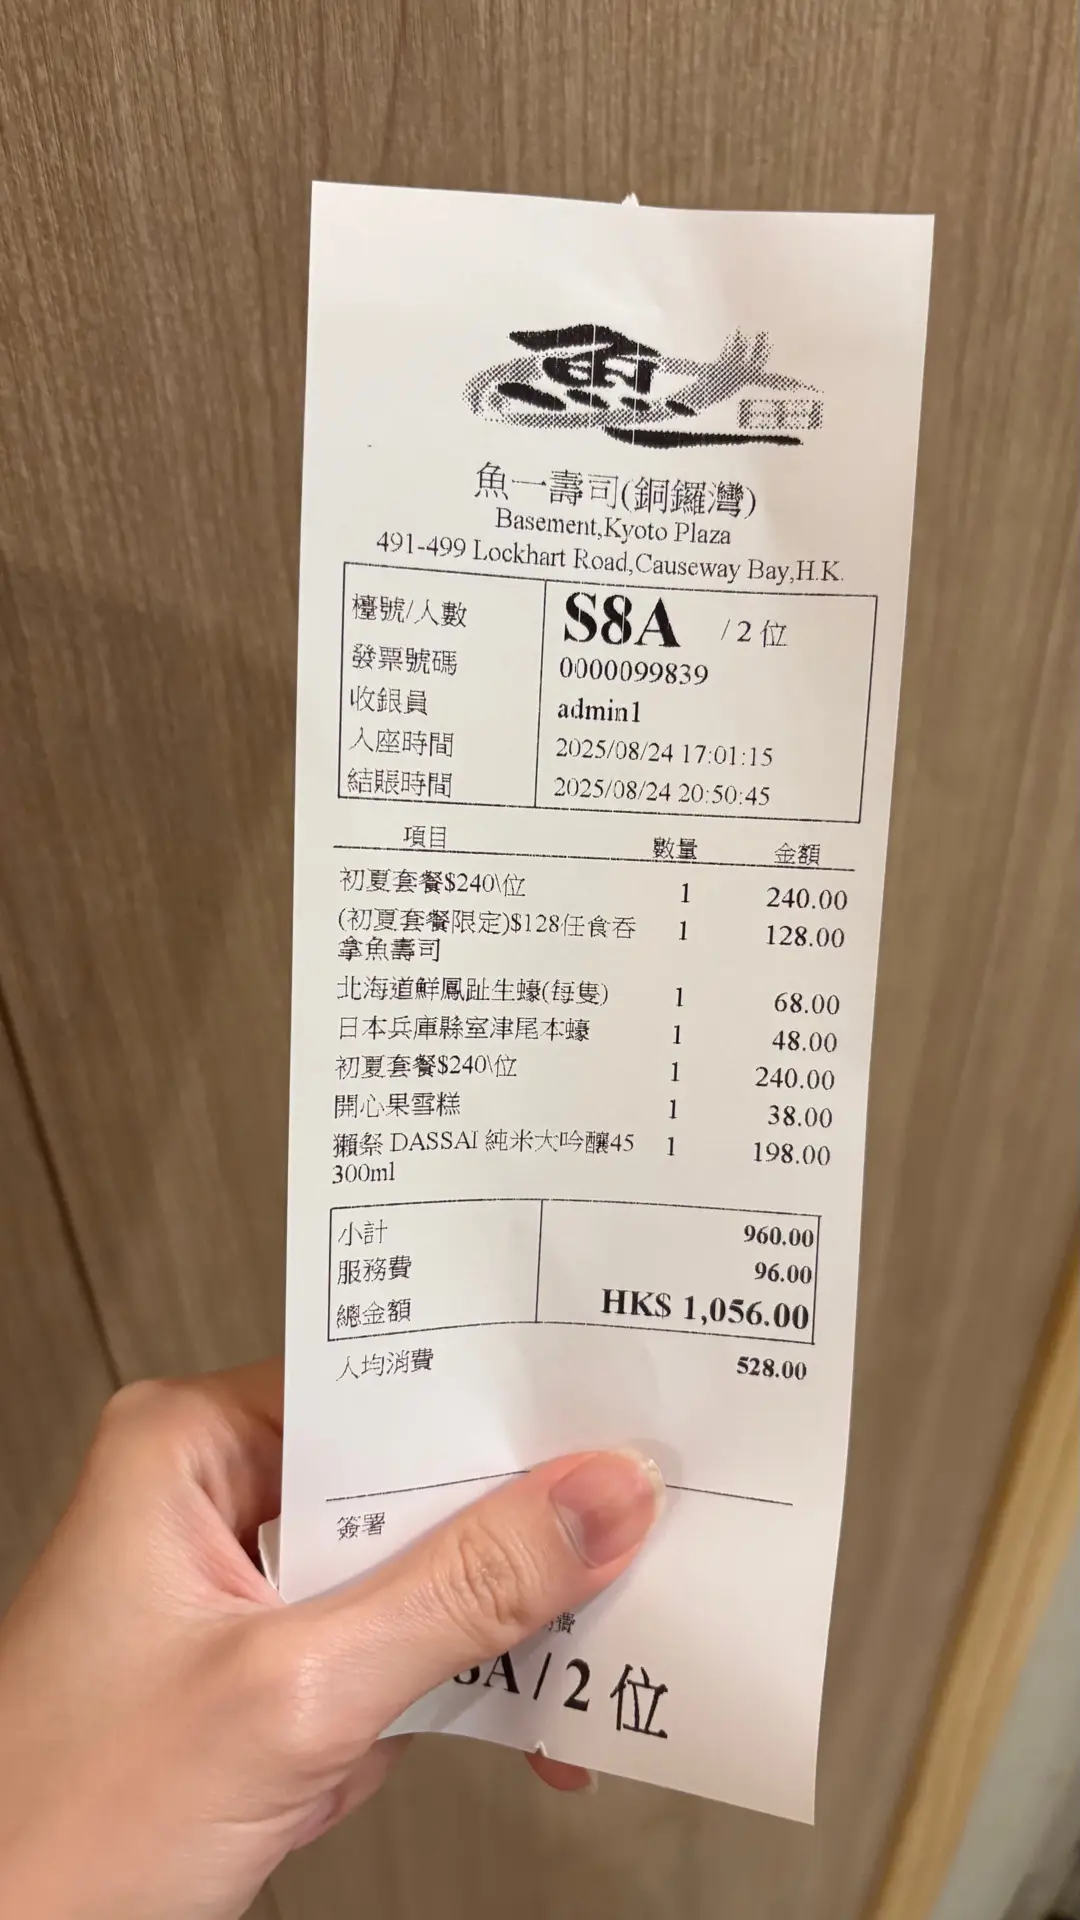 魚一
魚一壽司(銅鑼灣)
Basement,Kyoto Plaza
491-499 Lockhart Road,Causeway Bay,H.K.
檯號/人數 S8A / 2 位
發票號碼 0000099839
收銀員 admin1
入座時間 2025/08/24 17:01:15
結賬時間 2025/08/24 20:50:45
項目 數量 金額
初夏套餐$240\位 1 240.00
(初夏套餐限定)$128任食吞 1 128.00
拿魚壽司
北海道鮮鳳趾生蠔(每隻) 1 68.00
日本兵庫縣室津尾本蠔 1 48.00
初夏套餐$240\位 1 240.00
開心果雪糕 1 38.00
獺祭 DASSAI 純米大吟釀45 1 198.00
300ml
小計 960.00
服務費 96.00
總金額 HK$ 1,056.00
人均消費 528.00
簽署
費
8A / 2 位